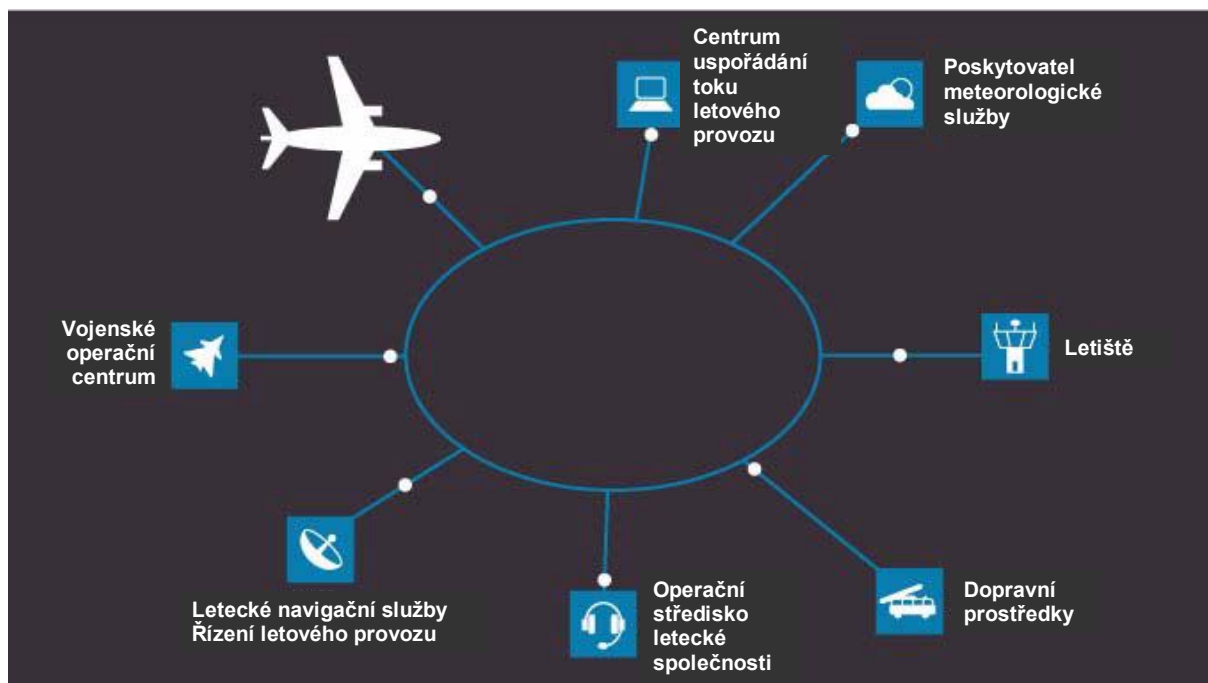 Centrum
uspořádání
toku
letového
provozu
Poskytovatel
meteorologické
služby
Vojenské
operační
centrum
Letiště
Letecké navigační služby
Řízení letového provozu
Operační
středisko
letecké
společnosti
Dopravní
prostředky